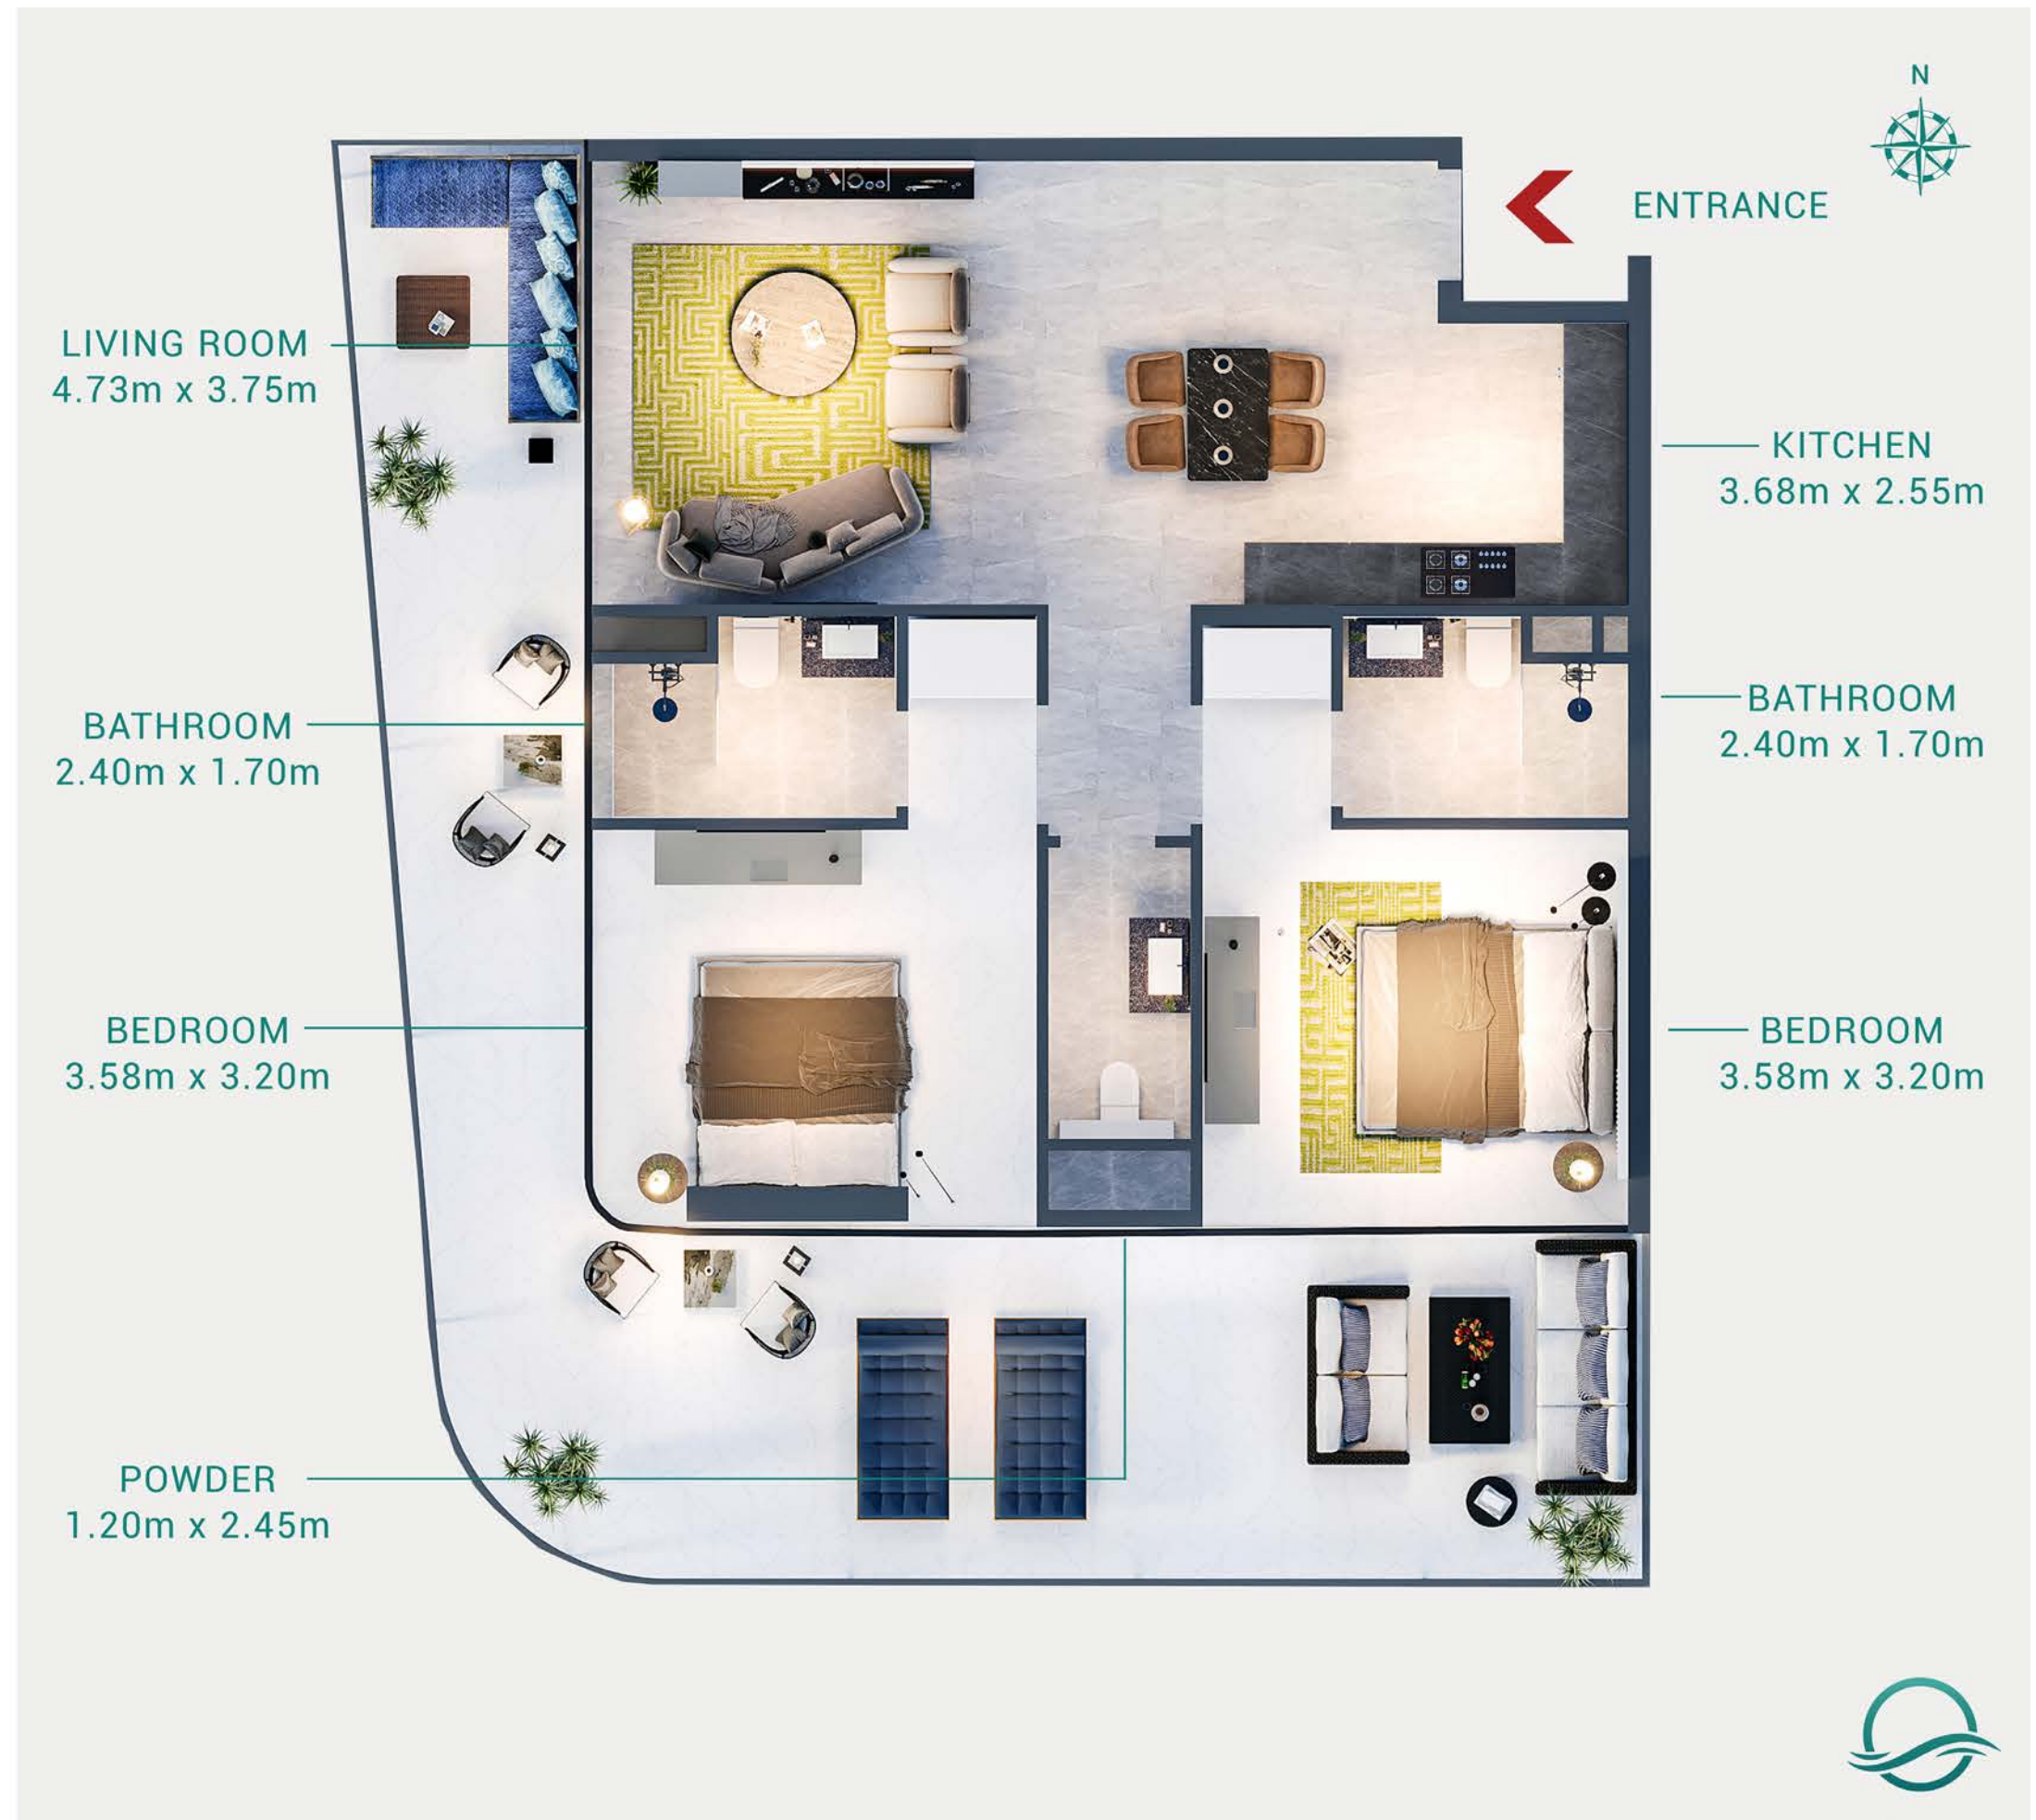 N
ENTRANCE
LIVING ROOM
4.73m x 3.75m
KITCHEN
3.68m x 2.55m
BATHROOM
2.40m x 1.70m
BATHROOM
2.40m x 1.70m
BEDROOM
3.58m x 3.20m
BEDROOM
3.58m x 3.20m
POWDER
1.20m x 2.45m